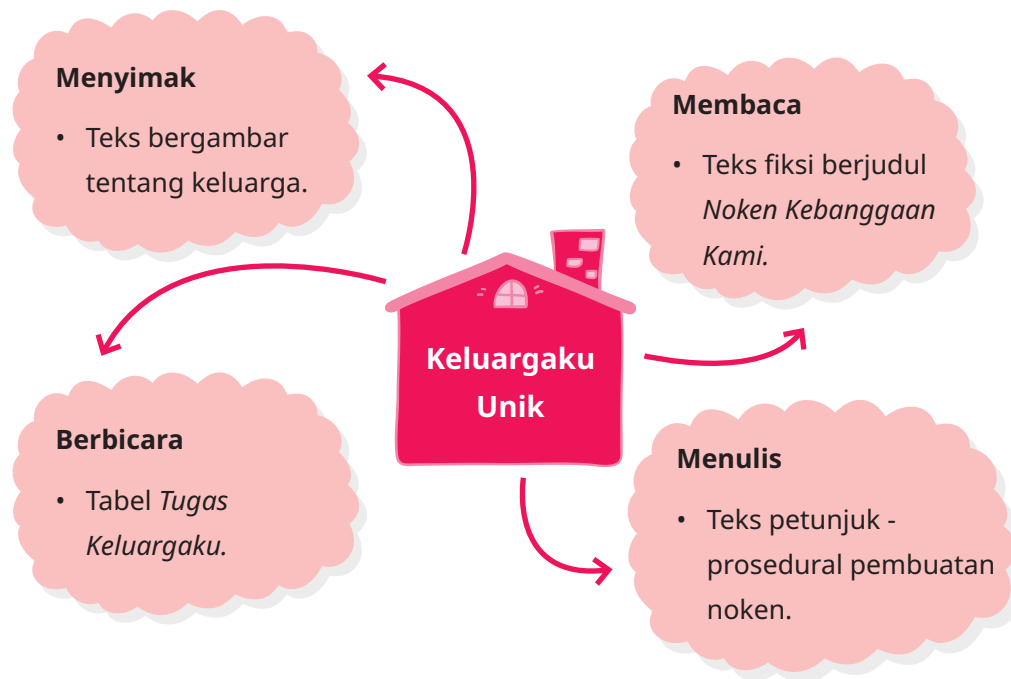 Menyimak
• Teks bergambar
tentang keluarga.
Membaca
• Teks fiksi berjudul
Noken Kebanggaan
Kami.
Keluargaku
Unik
Berbicara
• Tabel Tugas
Keluargaku.
Menulis
• Teks petunjuk -
prosedural pembuatan
noken.